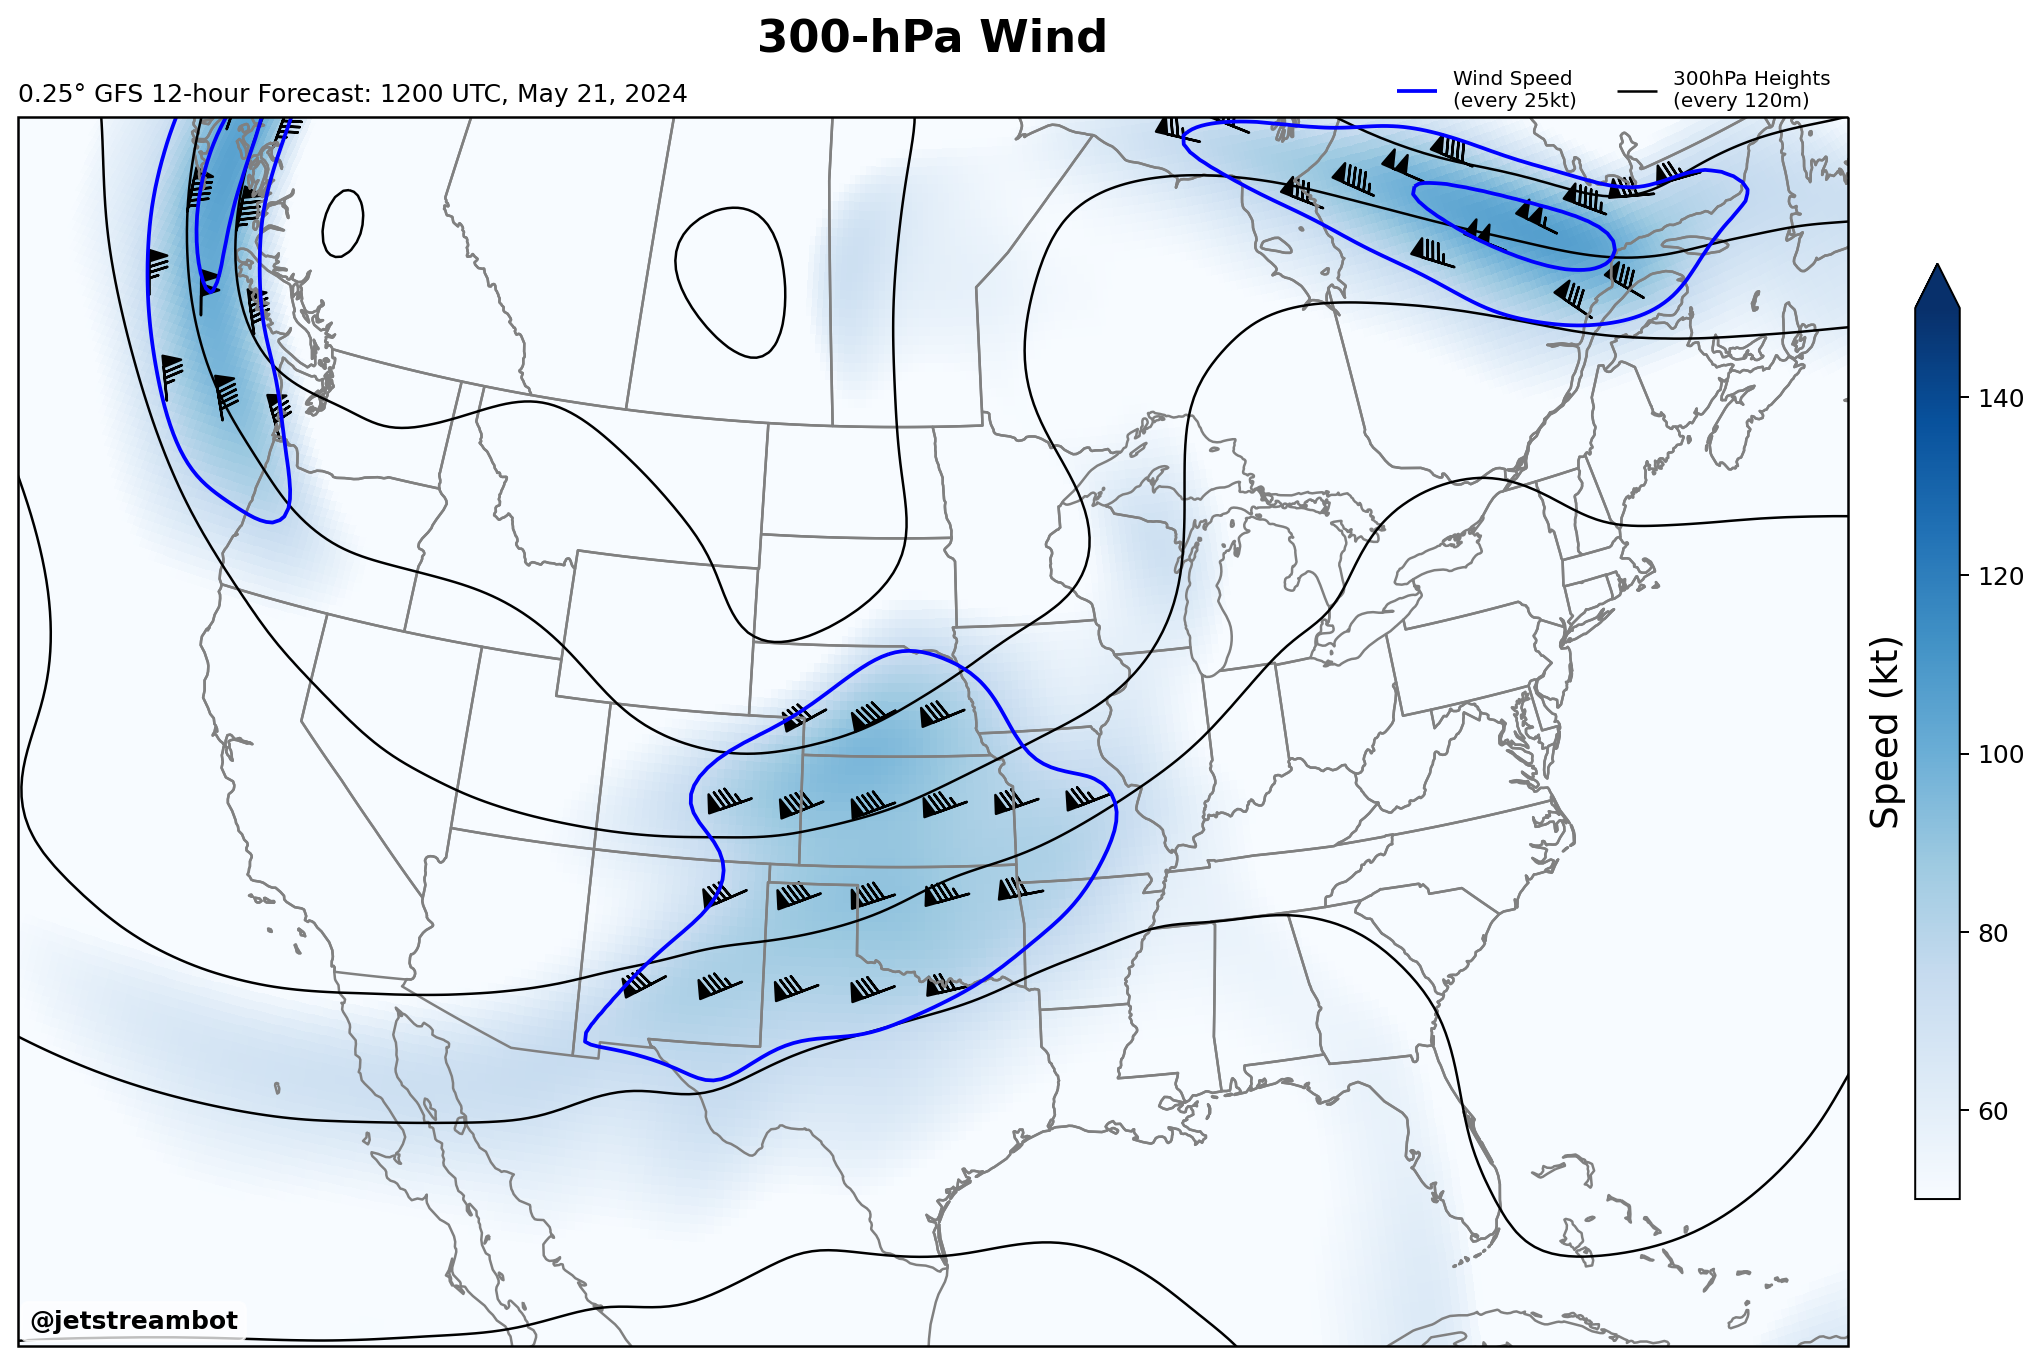 300-hPa Wind
0.25° GFS 12-hour Forecast: 1200 UTC, May 21, 2024
Wind Speed
(every 25kt)
300hPa Heights
(every 120m)
140
120
100
80
60
Speed (kt)
@jetstreambot